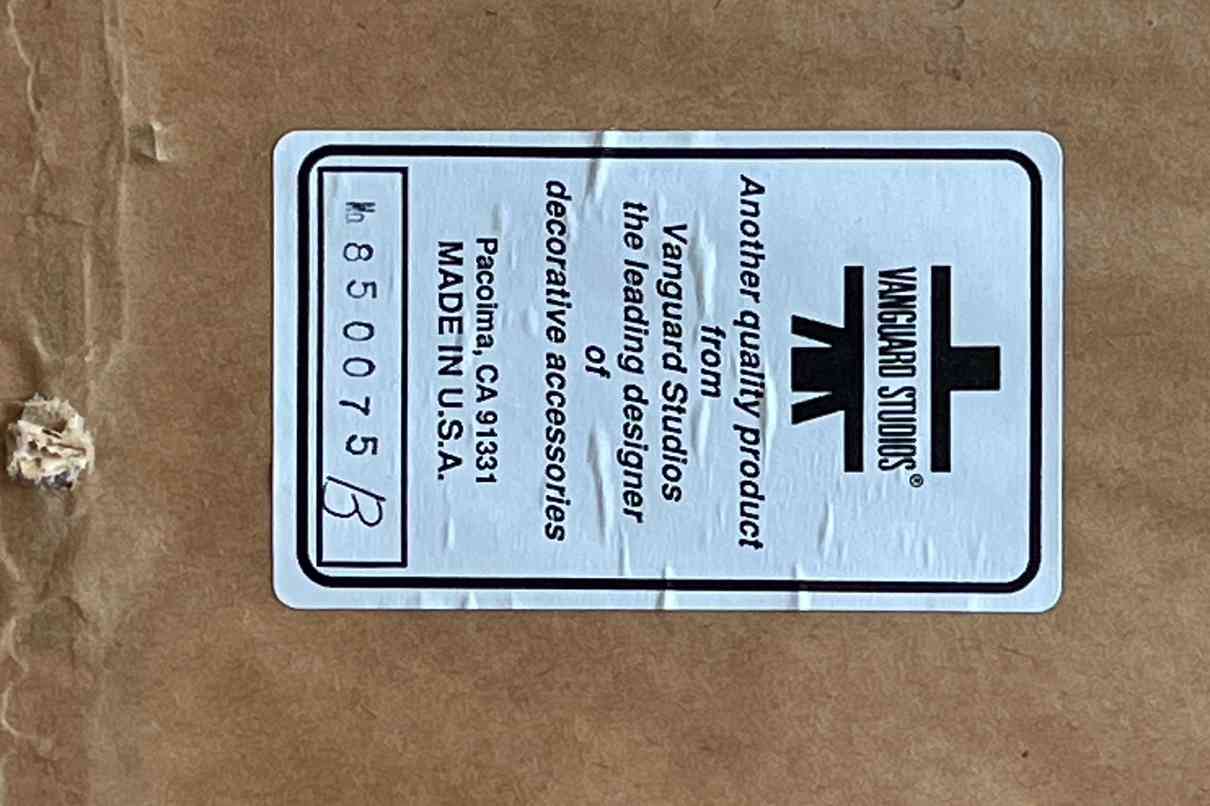 VANGUARD STUDIOS®
Another quality product
from
Vanguard Studios
the leading designer
of
decorative accessories
Pacoima, CA 91331
MADE IN U.S.A.
No 850075/B